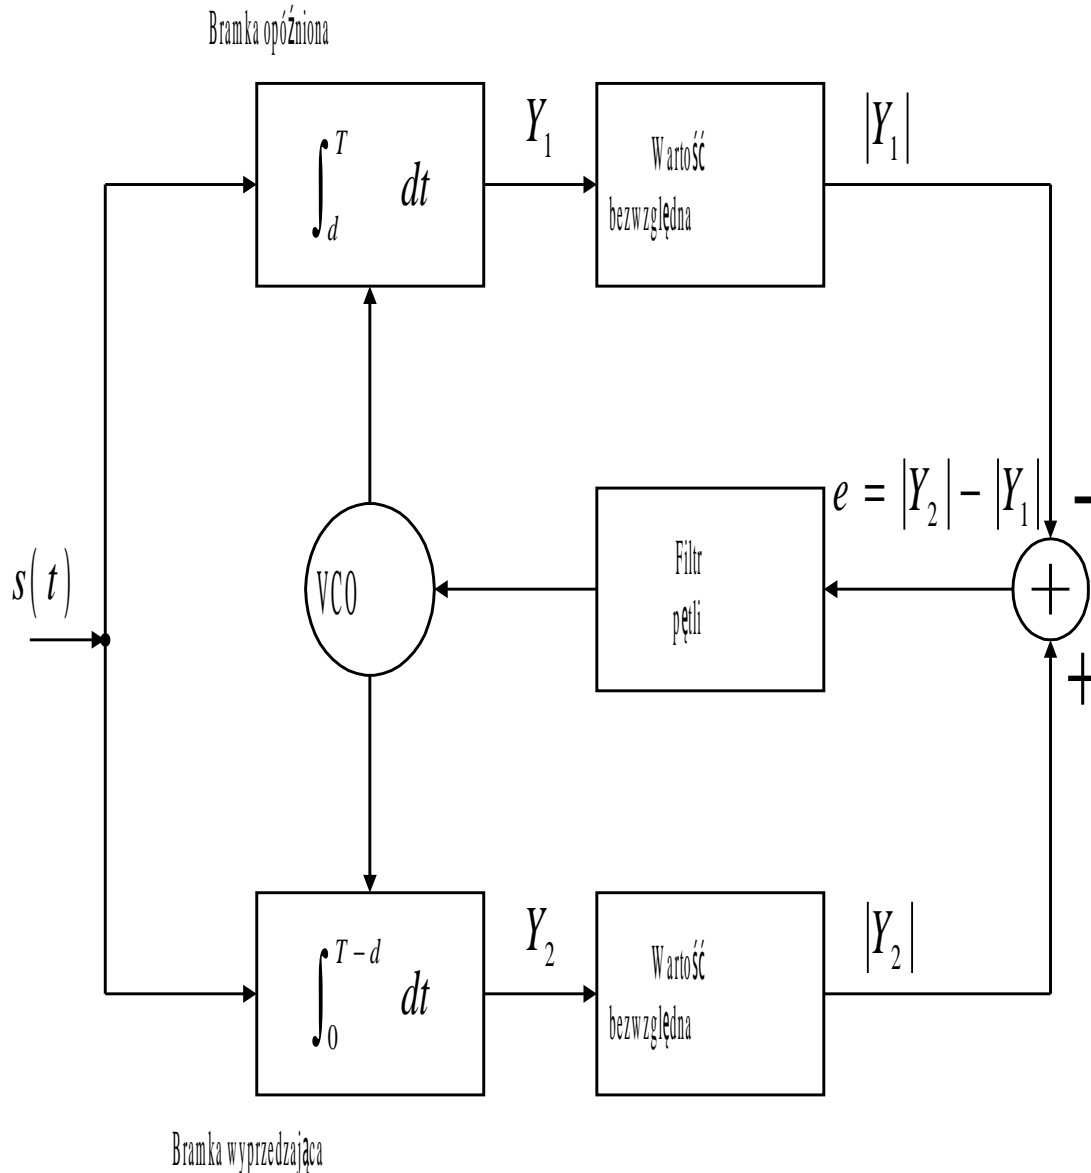 Bramka opóźniona
∫_d^T dt
Y_1
Wartość
bezwzględna
|Y_1|
e = |Y_2| − |Y_1|
-
s(t)
VCO
Filtr
pętli
+
+
∫_0^{T−d} dt
Y_2
Wartość
bezwzględna
|Y_2|
Bramka wyprzedzająca